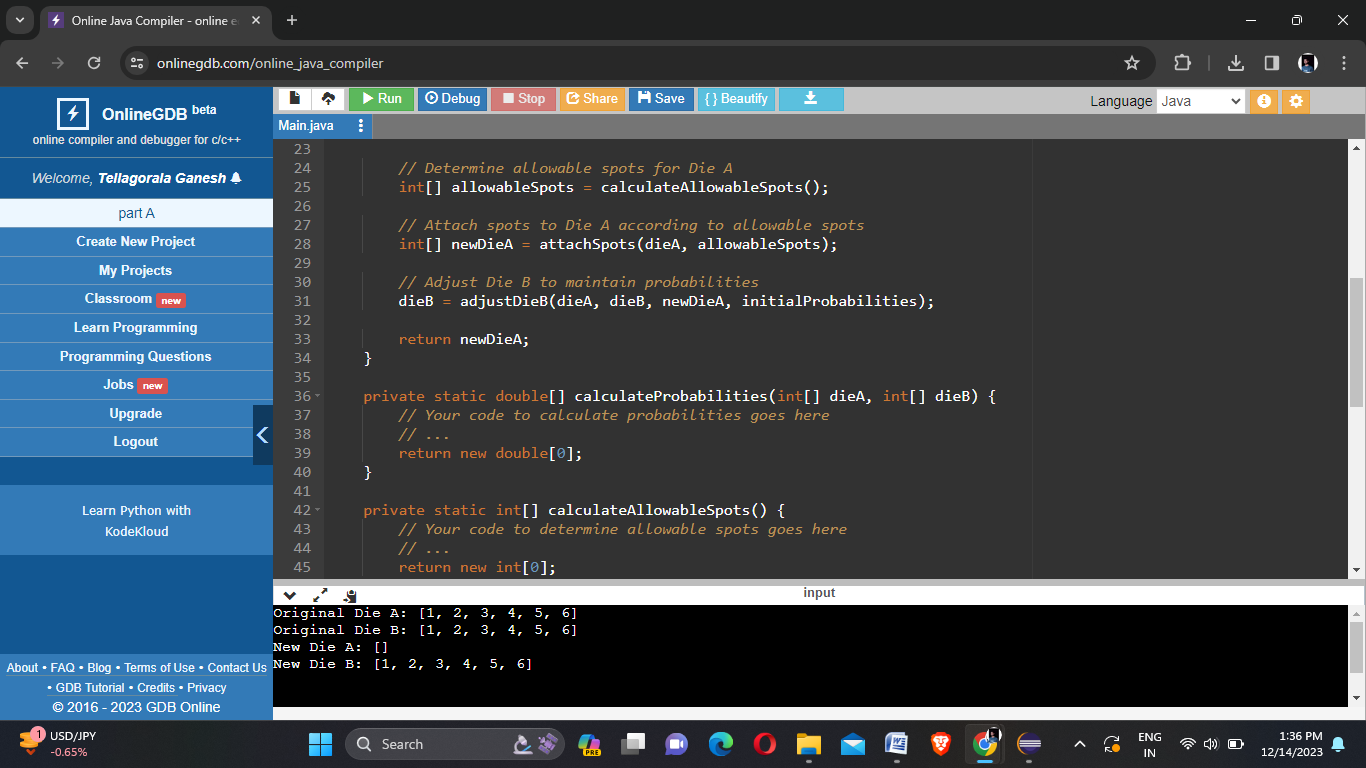 Online Java Compiler - online e
onlinegdb.com/online_java_compiler
OnlineGDB beta
online compiler and debugger for c/c++
Welcome, Tellagorala Ganesh
part A
Create New Project
My Projects
Classroom new
Learn Programming
Programming Questions
Jobs new
Upgrade
Logout
Learn Python with
KodeKloud
About • FAQ • Blog • Terms of Use • Contact Us
• GDB Tutorial • Credits • Privacy
© 2016 - 2023 GDB Online
Run Debug Stop Share Save { } Beautify Language Java
Main.java
23
24 // Determine allowable spots for Die A
25 int[] allowableSpots = calculateAllowableSpots();
26
27 // Attach spots to Die A according to allowable spots
28 int[] newDieA = attachSpots(dieA, allowableSpots);
29
30 // Adjust Die B to maintain probabilities
31 dieB = adjustDieB(dieA, dieB, newDieA, initialProbabilities);
32
33 return newDieA;
34 }
35
36 private static double[] calculateProbabilities(int[] dieA, int[] dieB) {
37 // Your code to calculate probabilities goes here
38 // ...
39 return new double[0];
40 }
41
42 private static int[] calculateAllowableSpots() {
43 // Your code to determine allowable spots goes here
44 // ...
45 return new int[0];
input
Original Die A: [1, 2, 3, 4, 5, 6]
Original Die B: [1, 2, 3, 4, 5, 6]
New Die A: []
New Die B: [1, 2, 3, 4, 5, 6]
1 USD/JPY
-0.65%
Search
PRE
ENG
IN
1:36 PM
12/14/2023